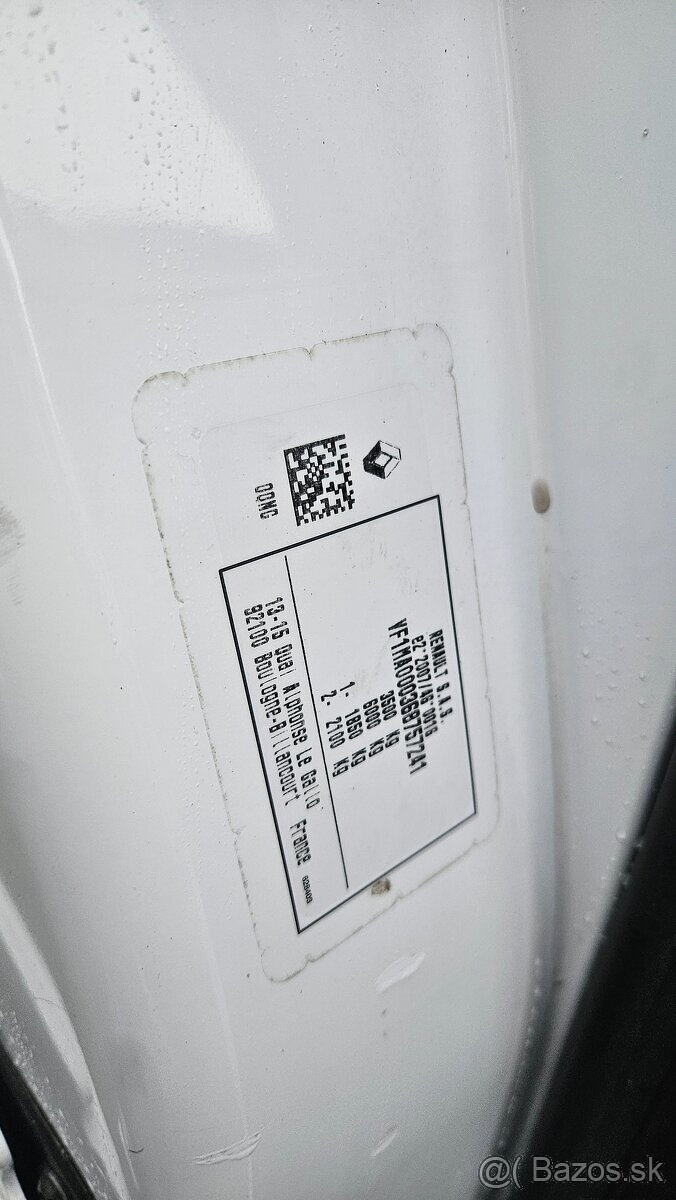 RENAULT S.A.S.
e2*2007/46*0016
VF1MA000368757241
3500 kg
6000 kg
1- 1850 kg
2- 2100 kg
13-15 Quai Alphonse Le Gallo
92100 Boulogne-Billancourt France
@( Bazos.sk